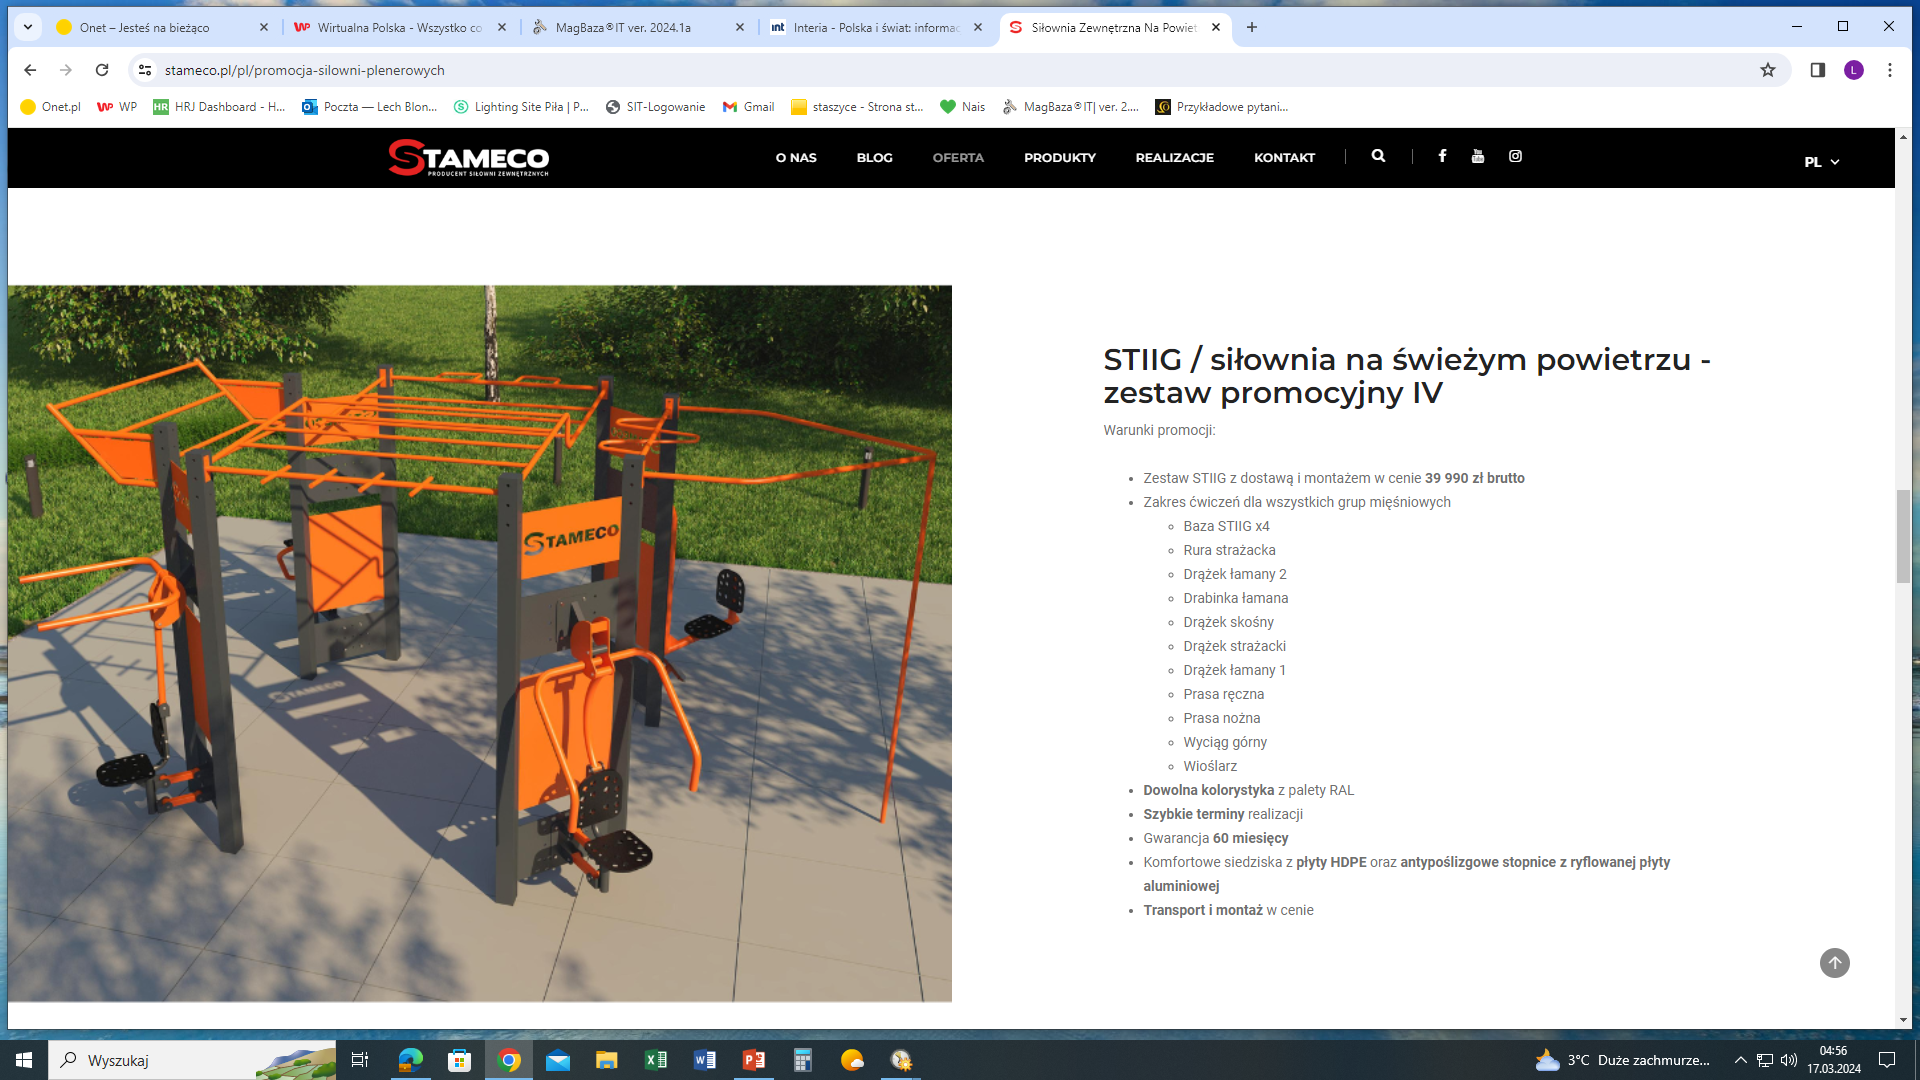 Onet – Jesteś na bieżąco
Wirtualna Polska - Wszystko co
MagBaza®IT ver. 2024.1a
int
Interia - Polska i świat: informac
Siłownia Zewnętrzna Na Powiet
stameco.pl/pl/promocja-silowni-plenerowych
L
Onet.pl
WP
HR
HRJ Dashboard - H...
Poczta — Lech Blon...
Lighting Site Piła | P...
SIT-Logowanie
Gmail
staszyce - Strona st...
Nais
MagBaza®IT| ver. 2....
Przykładowe pytani...
STAMECO
PRODUCENT SIŁOWNI ZEWNĘTRZNYCH
O NAS
BLOG
OFERTA
PRODUKTY
REALIZACJE
KONTAKT
PL
STAMECO
STAMECO
STIIG / siłownia na świeżym powietrzu -
zestaw promocyjny IV
Warunki promocji:
Zestaw STIIG z dostawą i montażem w cenie 39 990 zł brutto
Zakres ćwiczeń dla wszystkich grup mięśniowych
Baza STIIG x4
Rura strażacka
Drążek łamany 2
Drabinka łamana
Drążek skośny
Drążek strażacki
Drążek łamany 1
Prasa ręczna
Prasa nożna
Wyciąg górny
Wioślarz
Dowolna kolorystyka z palety RAL
Szybkie terminy realizacji
Gwarancja 60 miesięcy
Komfortowe siedziska z płyty HDPE oraz antypoślizgowe stopnice z ryflowanej płyty
aluminiowej
Transport i montaż w cenie
Wyszukaj
3°C Duże zachmurze...
04:56
17.03.2024